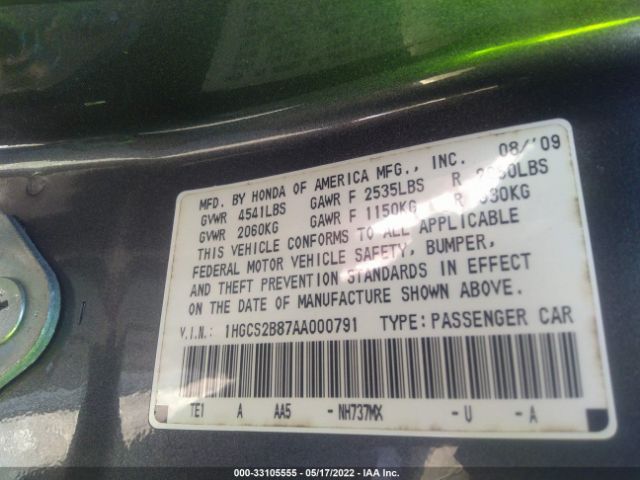 MFD. BY HONDA OF AMERICA MFG., INC. 08/'09
GVWR 4541LBS GAWR F 2535LBS R
GVWR 2060KG GAWR F 1150KG R
THIS VEHICLE CONFORMS TO ALL APPLICABLE
FEDERAL MOTOR VEHICLE SAFETY, BUMPER,
AND THEFT PREVENTION STANDARDS IN EFFECT
ON THE DATE OF MANUFACTURE SHOWN ABOVE.
V.I.N.: 1HGCS2B87AA000791 TYPE: PASSENGER CAR
TE1 A AA5 - NH737MX - U - A
000-33105555 - 05/17/2022 - IAA Inc.